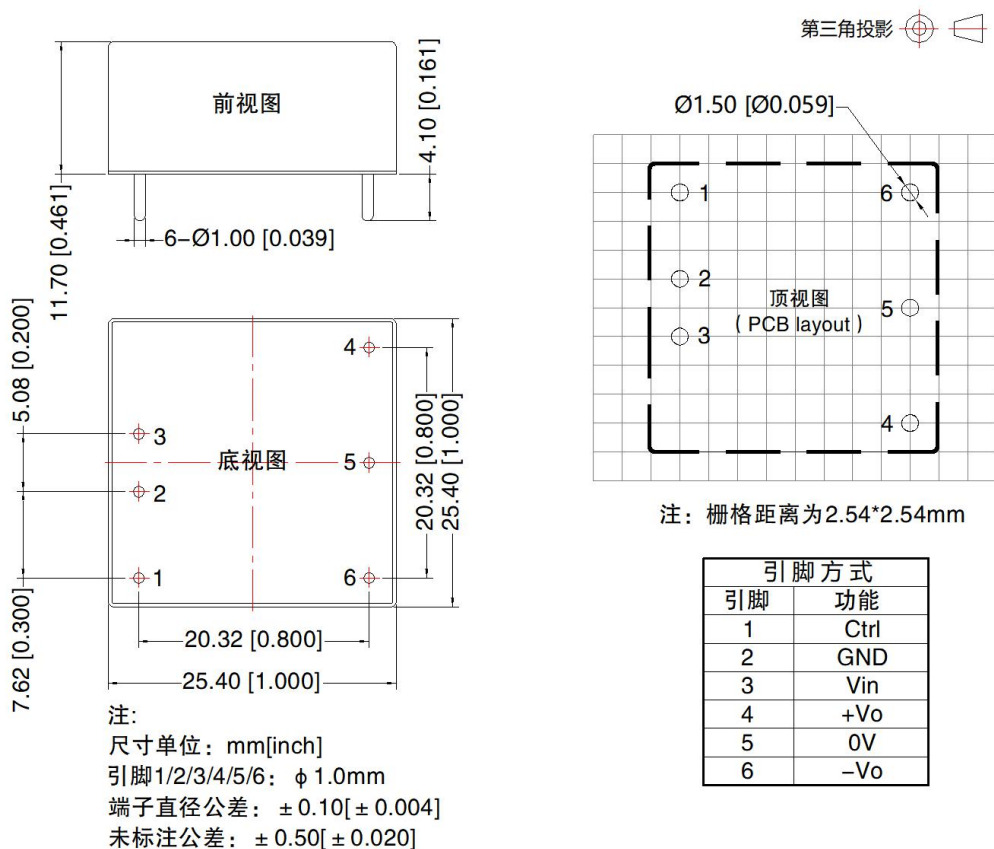 第三角投影
前视图
11.70 [0.461]
4.10 [0.161]
6-Ø1.00 [0.039]
Ø1.50 [Ø0.059]
1
6
2
5
3
4
顶视图
( PCB layout )
注：栅格距离为2.54*2.54mm
5.08 [0.200]
7.62 [0.300]
4
3
底视图
5
2
1
6
20.32 [0.800]
25.40 [1.000]
20.32 [0.800]
25.40 [1.000]
注:
尺寸单位：mm[inch]
引脚1/2/3/4/5/6：ϕ1.0mm
端子直径公差：±0.10[±0.004]
未标注公差：±0.50[±0.020]
引脚方式
引脚 功能
1 Ctrl
2 GND
3 Vin
4 +Vo
5 0V
6 −Vo